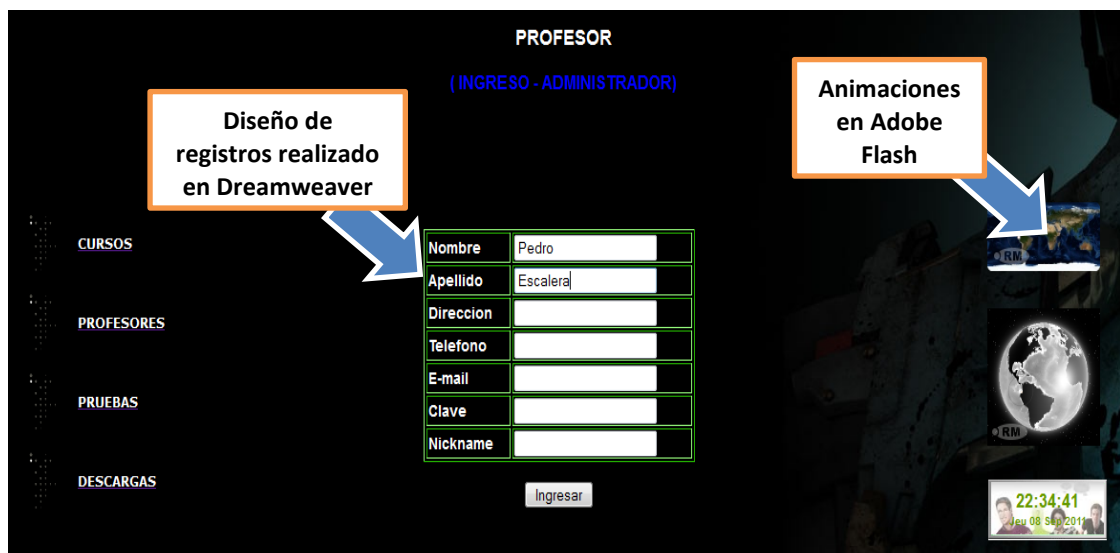 PROFESOR
( INGRESO - ADMINISTRADOR)
Diseño de
registros realizado
en Dreamweaver
Animaciones
en Adobe
Flash
CURSOS
PROFESORES
PRUEBAS
DESCARGAS
Nombre Pedro
Apellido Escalera
Direccion
Telefono
E-mail
Clave
Nickname
Ingresar
RM
RM
22:34:41
Jeu 08 Sep 2011